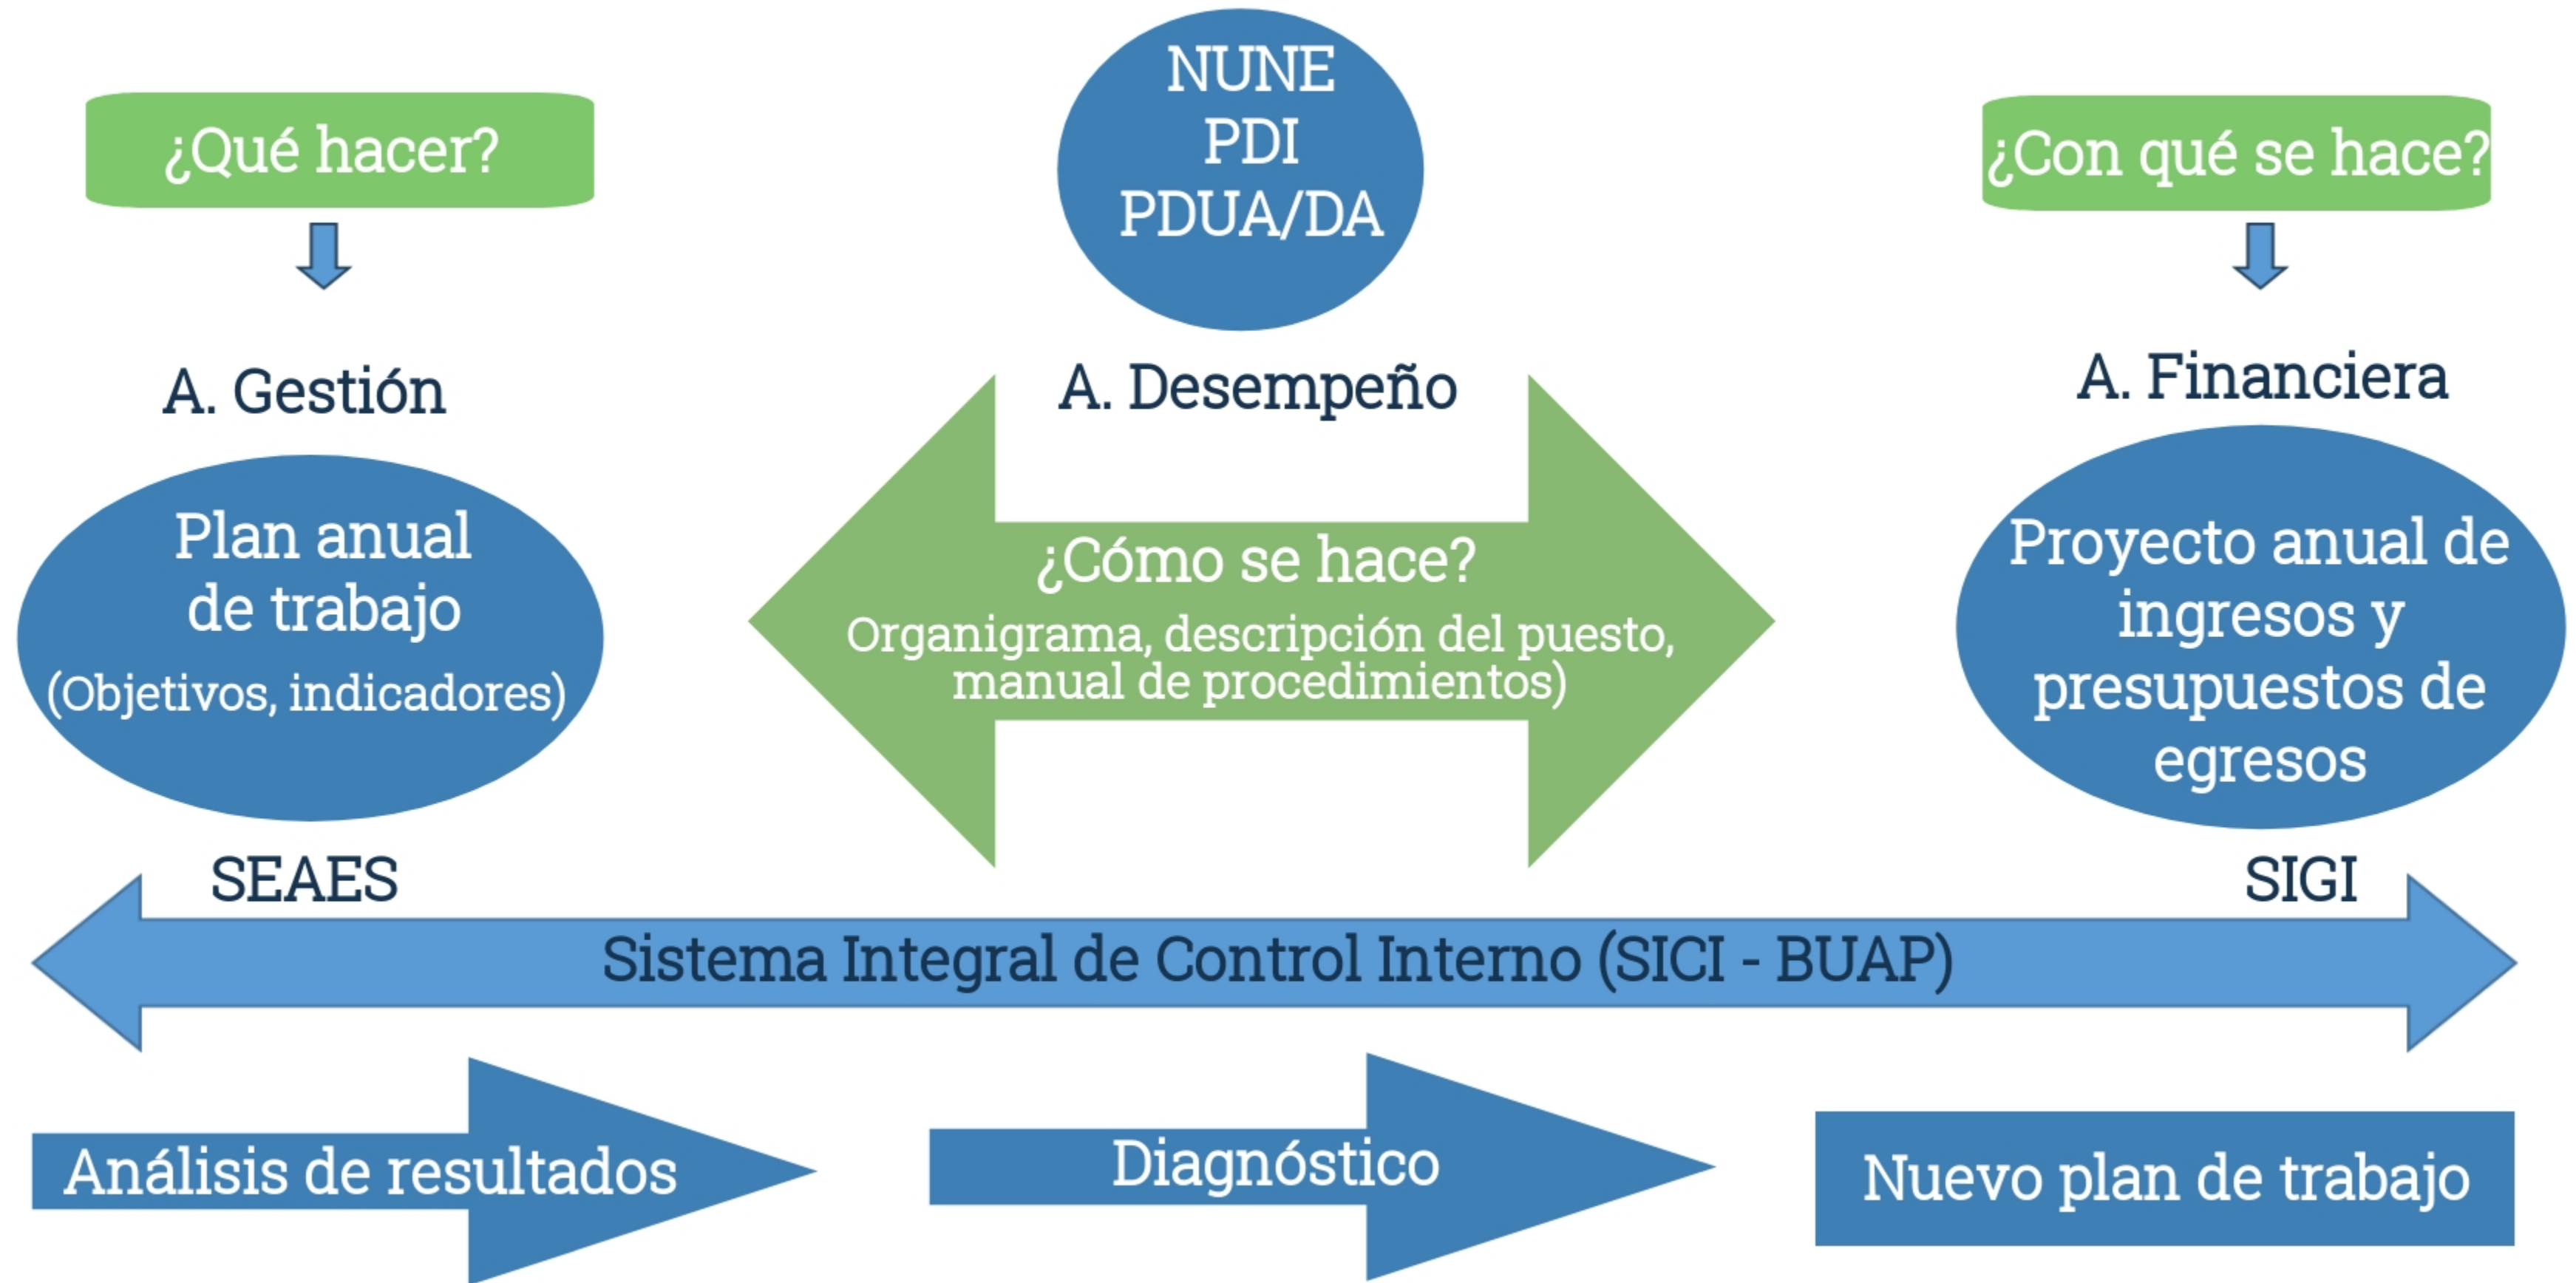 ¿Qué hacer?
NUNE
PDI
PDUA/DA
¿Con qué se hace?
A. Gestión
A. Desempeño
A. Financiera
Plan anual
de trabajo
(Objetivos, indicadores)
¿Cómo se hace?
Organigrama, descripción del puesto,
manual de procedimientos)
Proyecto anual de
ingresos y
presupuestos de
egresos
SEAES
SIGI
Sistema Integral de Control Interno (SICI - BUAP)
Análisis de resultados
Diagnóstico
Nuevo plan de trabajo